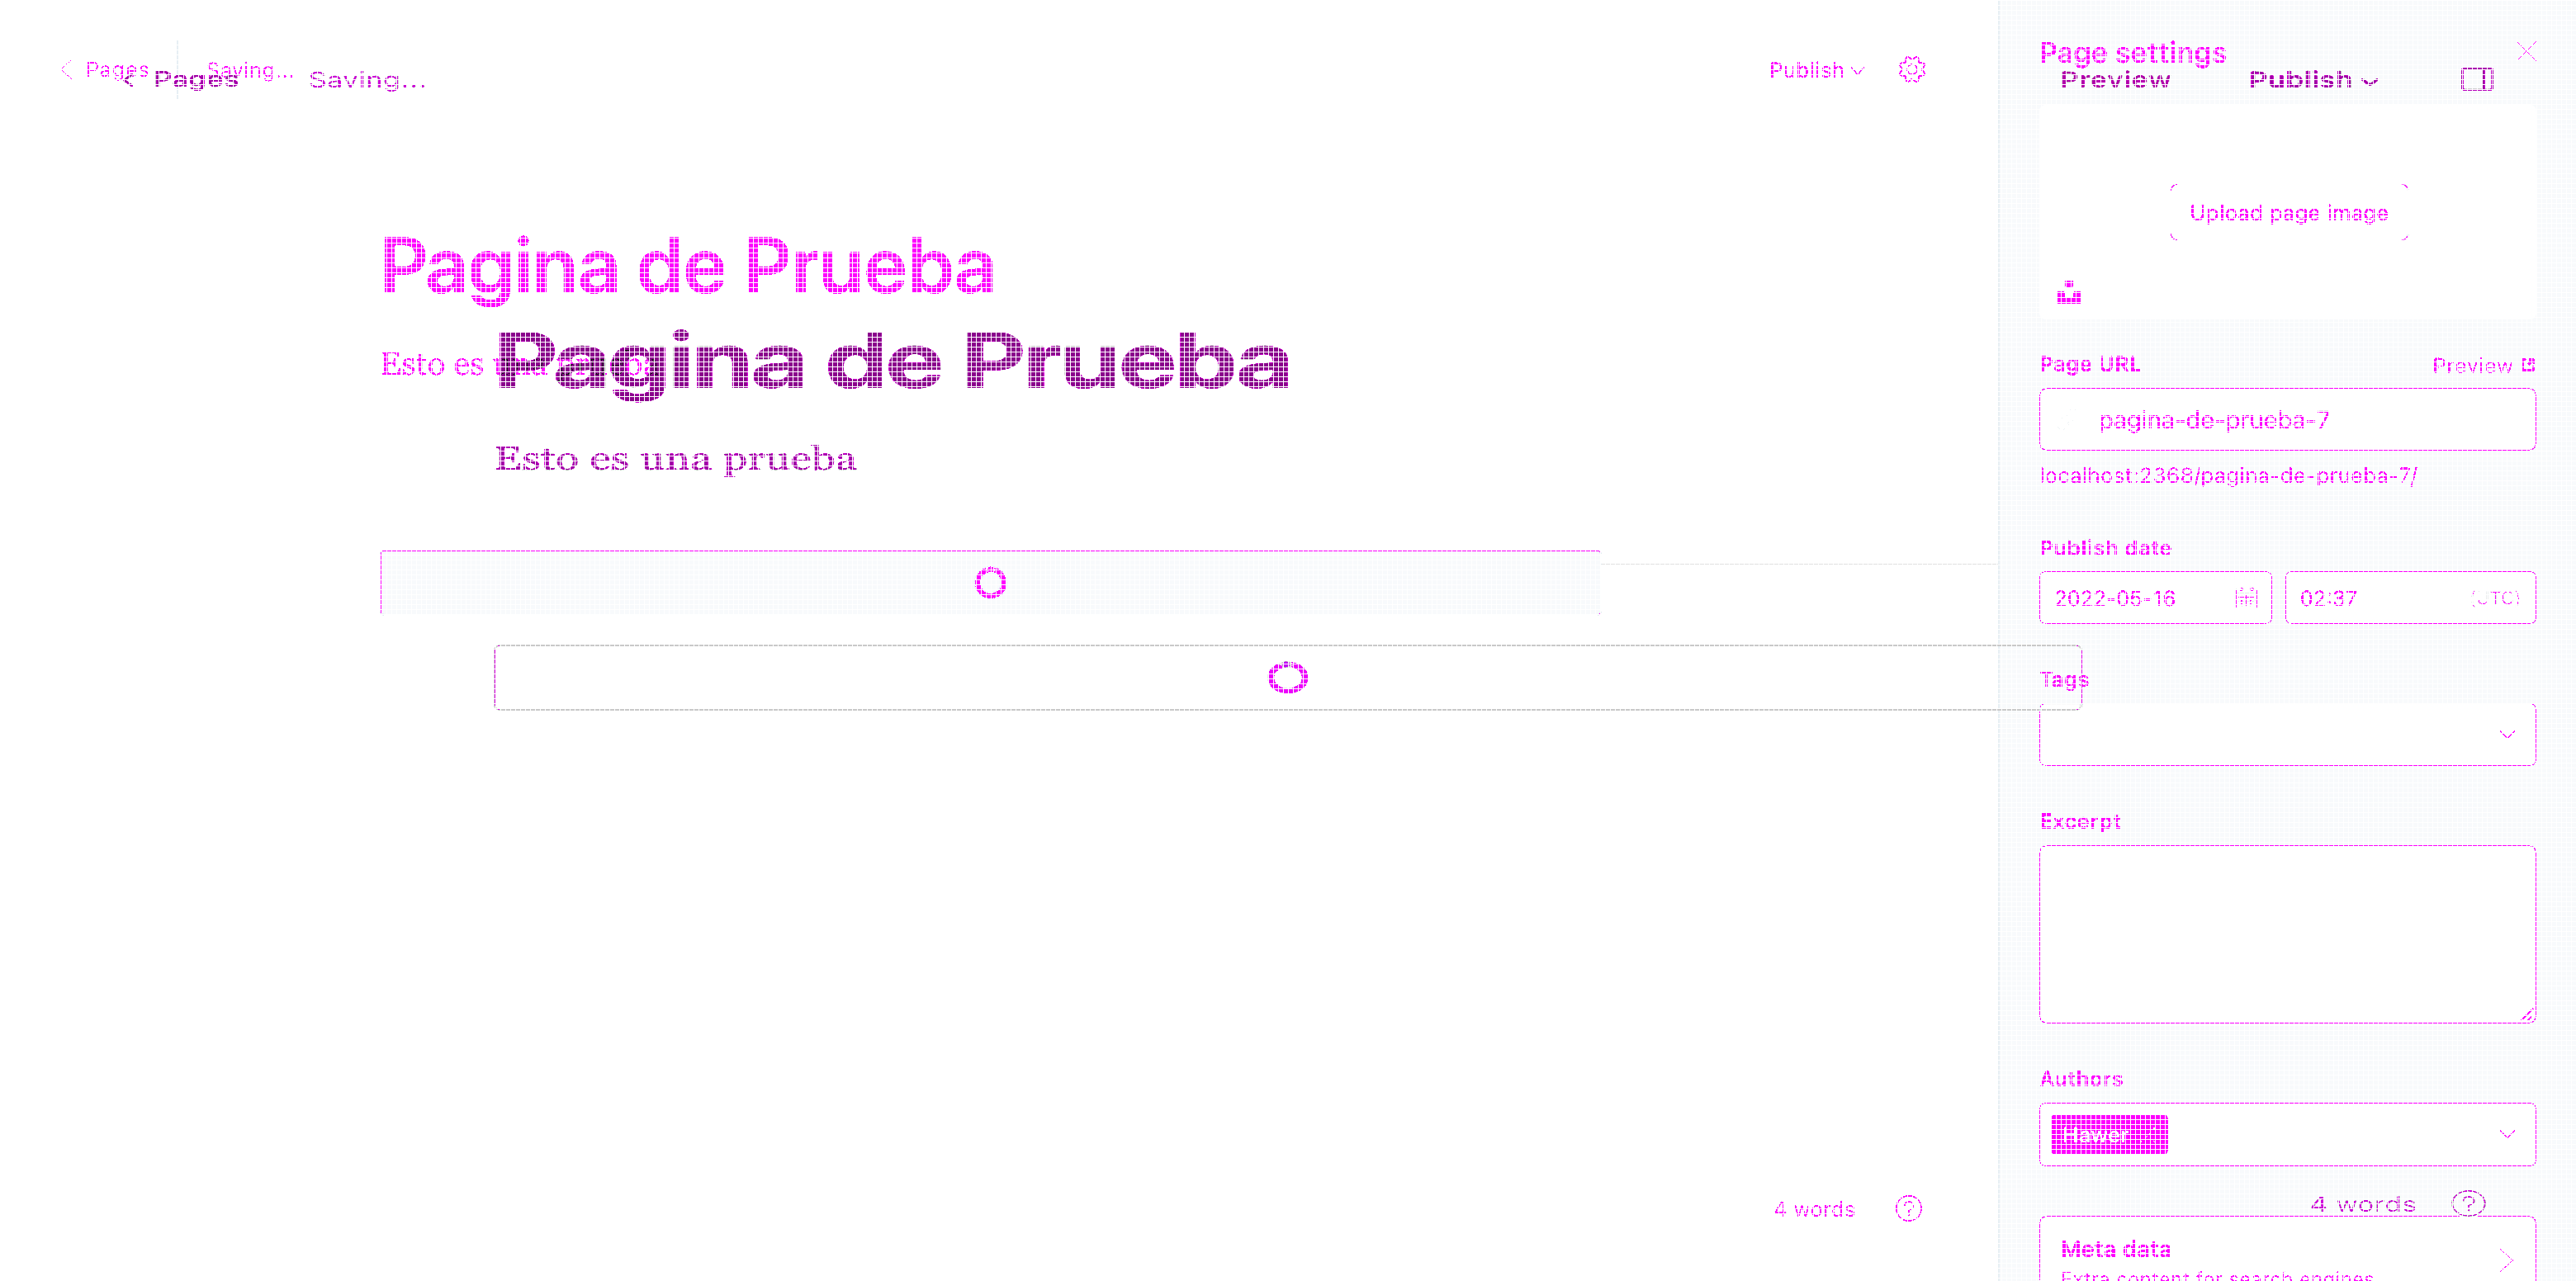 Pages
Saving...
Publish
Page settings
Pages
Saving...
Preview
Publish
Upload page image
Pagina de Prueba
Pagina de Prueba
Esto es una
Esto es una prueba
Page URL
Preview
pagina-de-prueba-7
localhost:2368/pagina-de-prueba-7/
Publish date
2022-05-16
02:37
(UTC)
Tags
Excerpt
Authors
Hawer
4 words
?
4 words
?
Meta data
Extra content for search engines